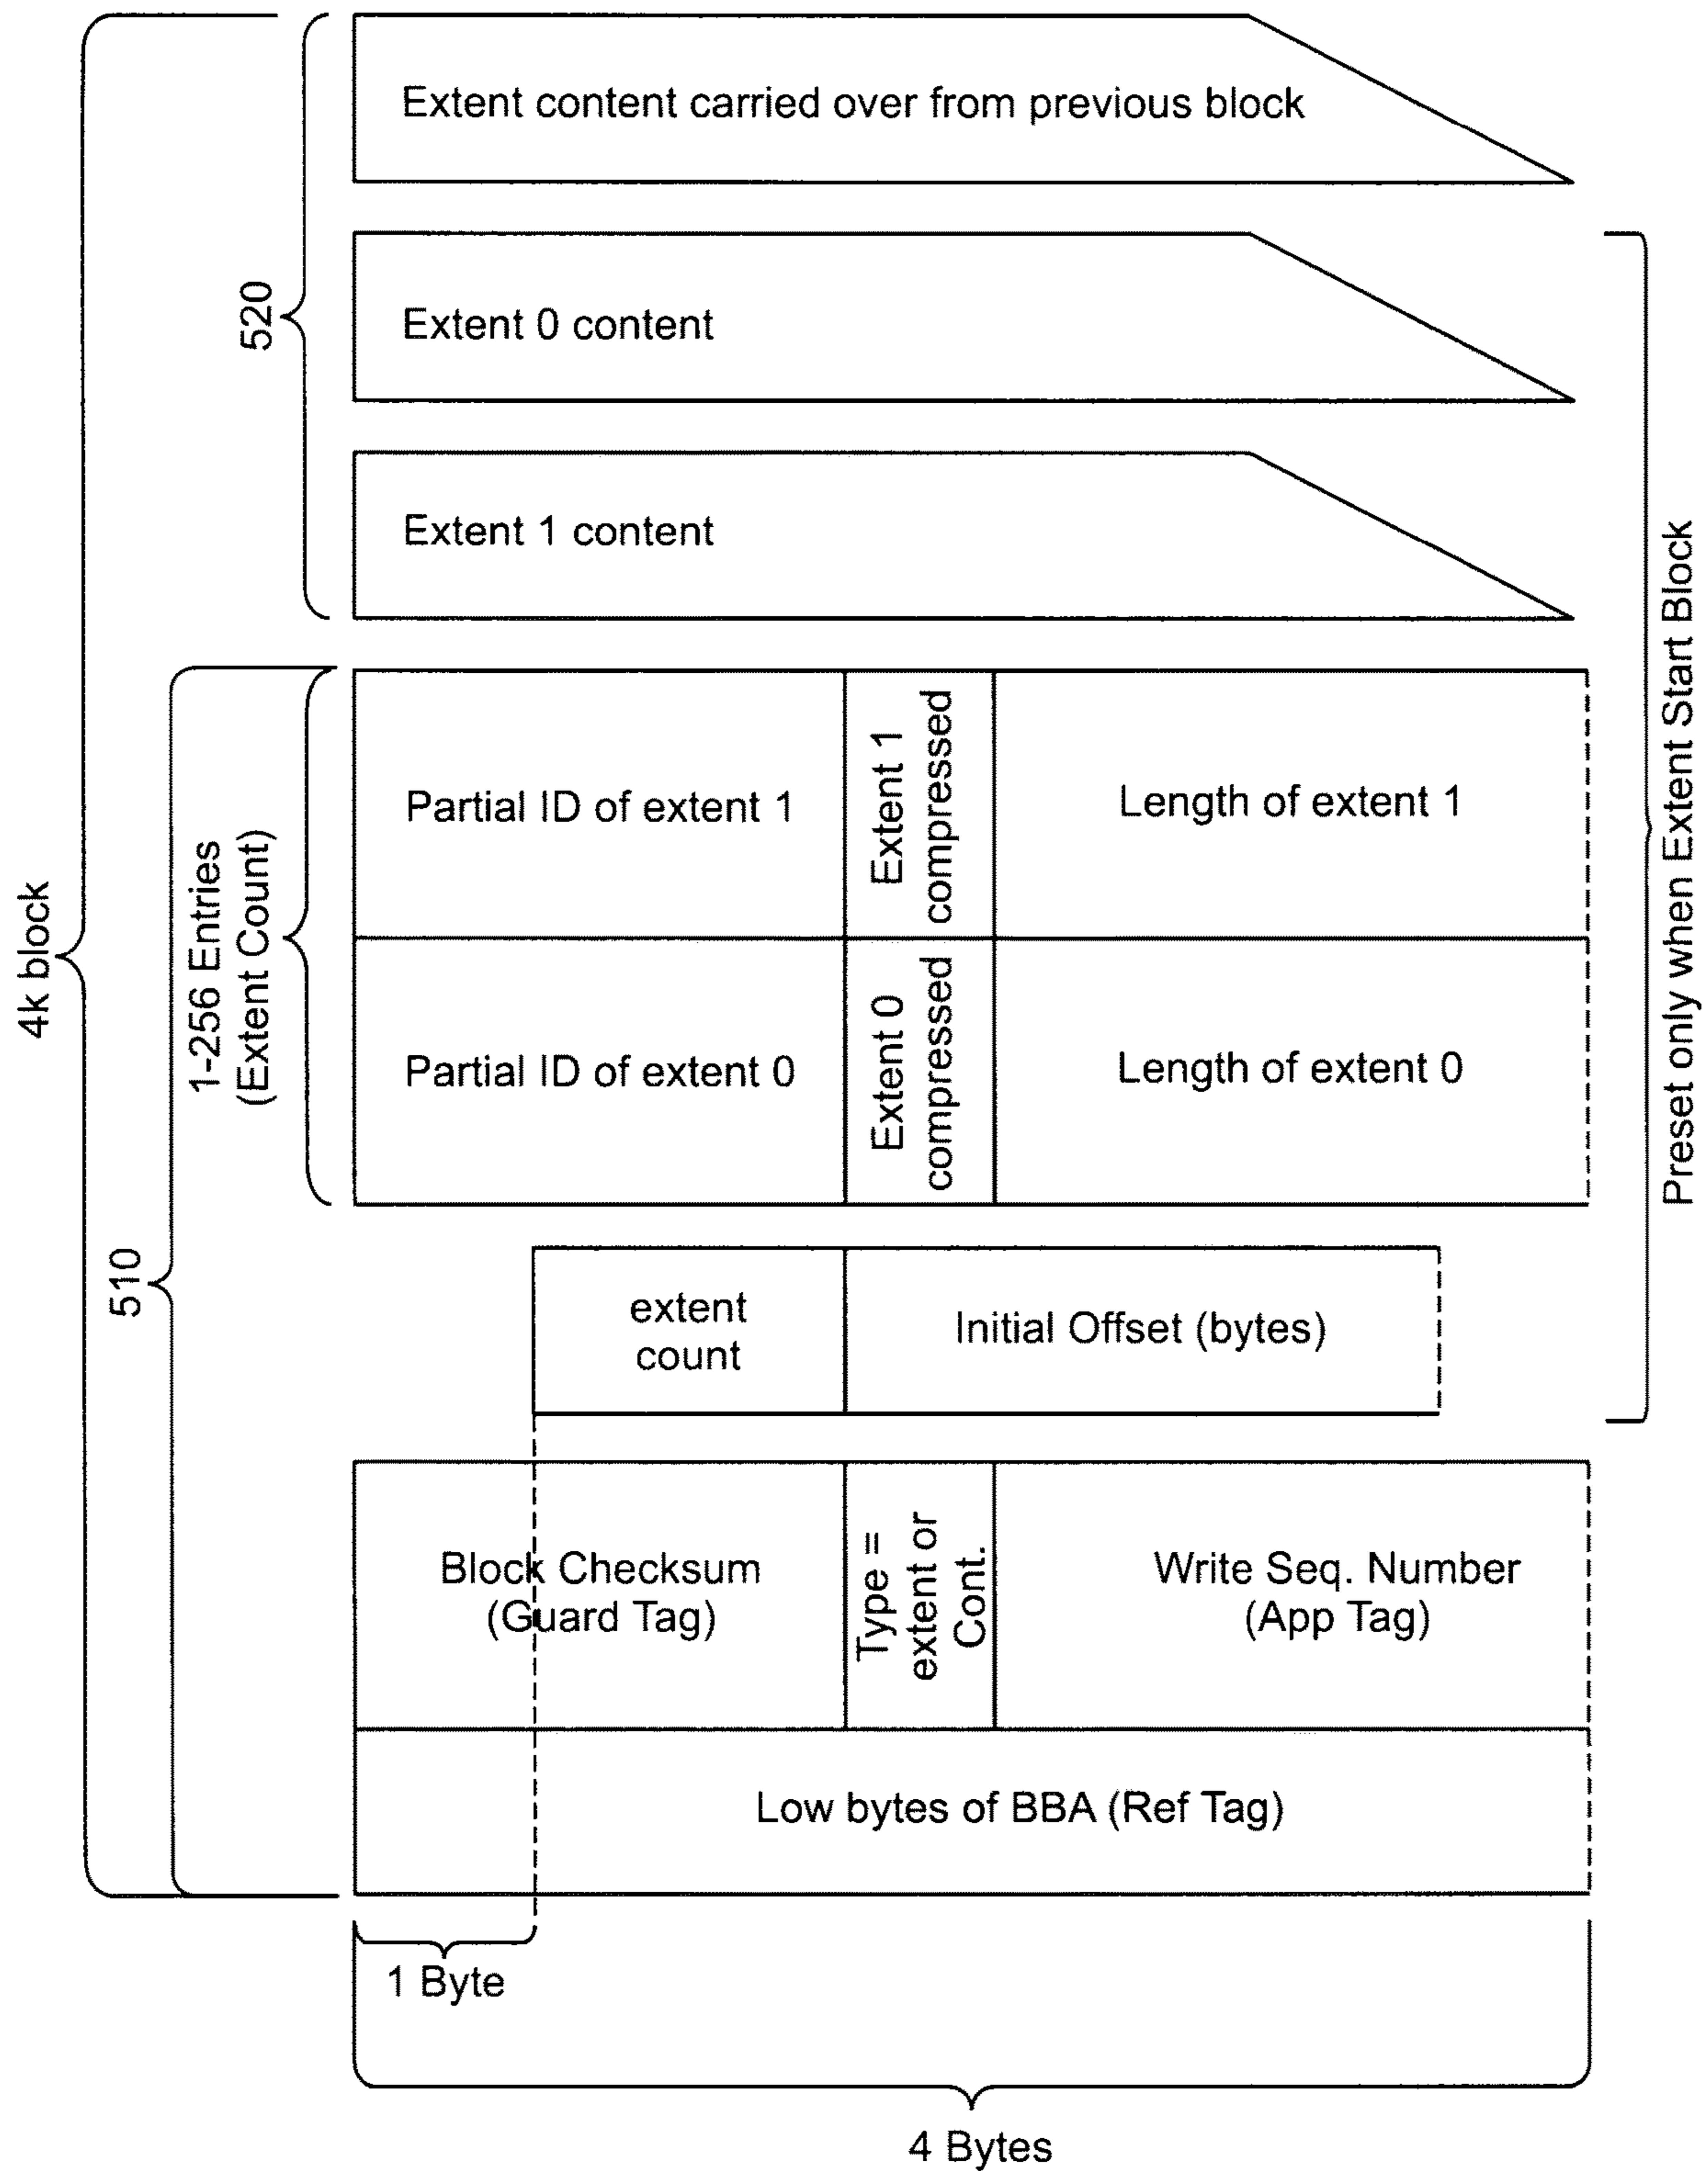 Extent content carried over from previous block
520
Extent 0 content
Extent 1 content
Preset only when Extent Start Block
4k block
510
1-256 Entries
(Extent Count)
Partial ID of extent 1
Extent 1
compressed
Length of extent 1
Partial ID of extent 0
Extent 0
compressed
Length of extent 0
extent
count
Initial Offset (bytes)
Block Checksum
(Guard Tag)
Type =
extent or
Cont.
Write Seq. Number
(App Tag)
Low bytes of BBA (Ref Tag)
1 Byte
4 Bytes